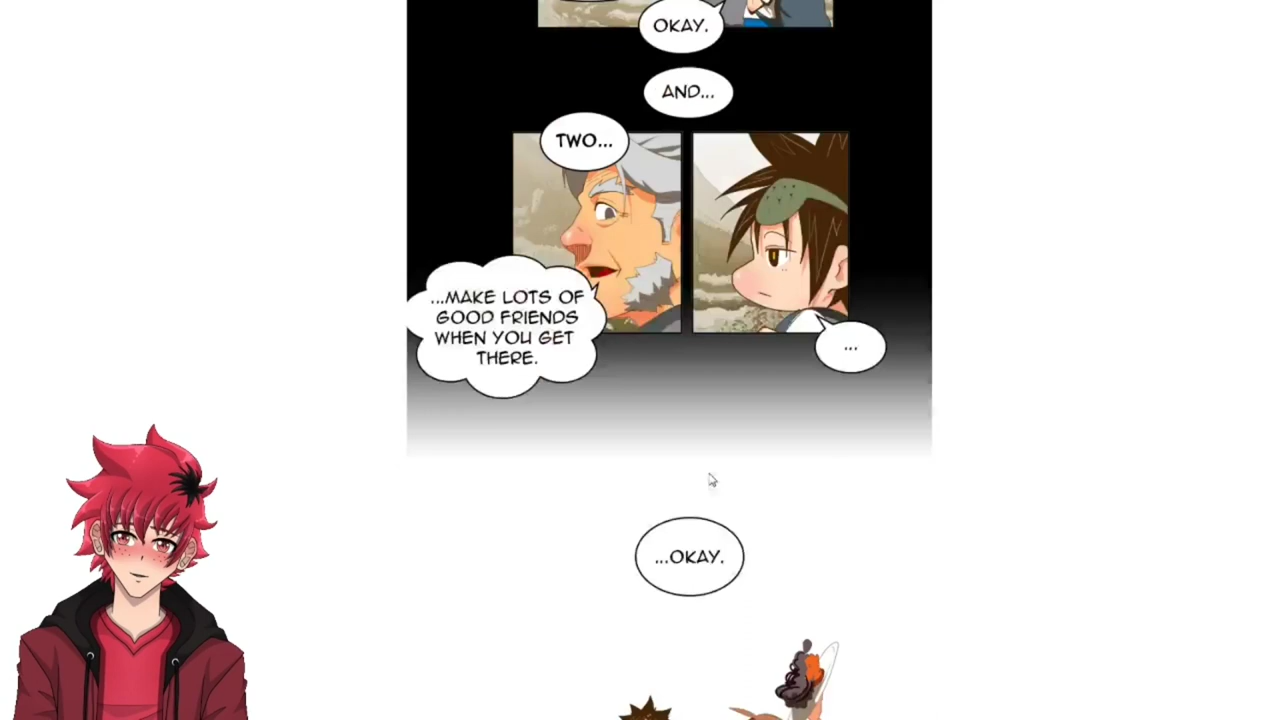 OKAY.
AND...
TWO...
...MAKE LOTS OF
GOOD FRIENDS
WHEN YOU GET
THERE.
...
...OKAY.